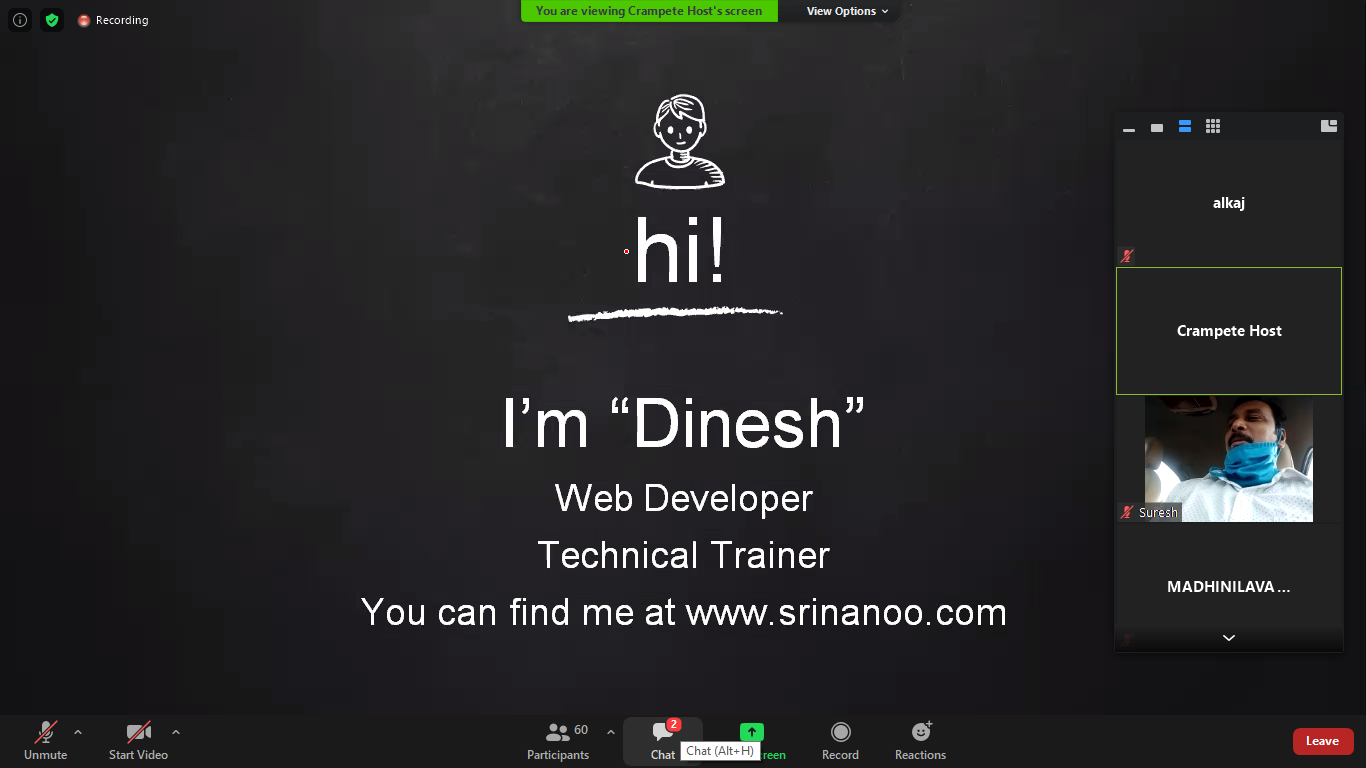 Recording
You are viewing Crampete Host's screen
View Options
hi!
I'm “Dinesh”
Web Developer
Technical Trainer
You can find me at www.srinanoo.com
alkaj
Crampete Host
Suresh
MADHINILAVA ...
Unmute
Start Video
Participants
60
Chat
2
Chat (Alt+H)
Record
Reactions
Leave